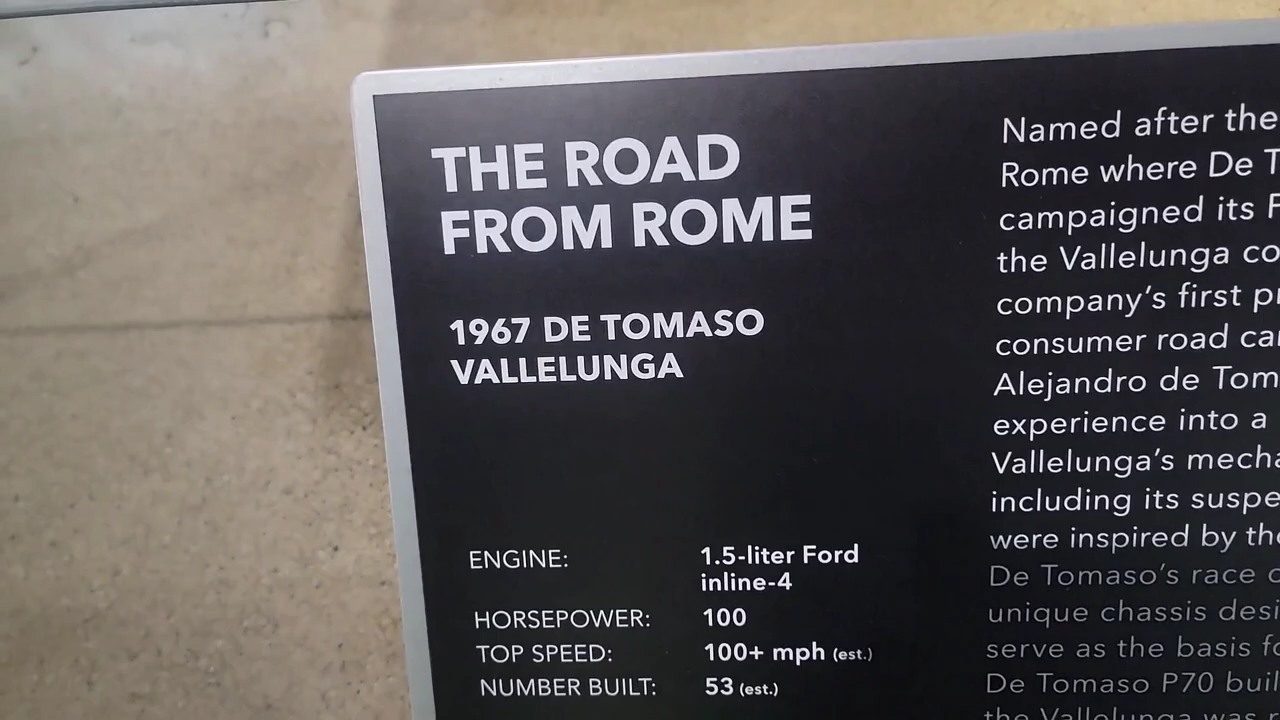 THE ROAD
FROM ROME
1967 DE TOMASO
VALLELUNGA
ENGINE: 1.5-liter Ford
inline-4
HORSEPOWER: 100
TOP SPEED: 100+ mph (est.)
NUMBER BUILT: 53 (est.)
Named after the
Rome where De
campaigned its
the Vallelunga
company's first
consumer road
Alejandro de
experience into a
Vallelunga's
including its
were inspired by
De Tomaso's race
unique chassis
serve as the basis
De Tomaso P70
the Vallelunga was